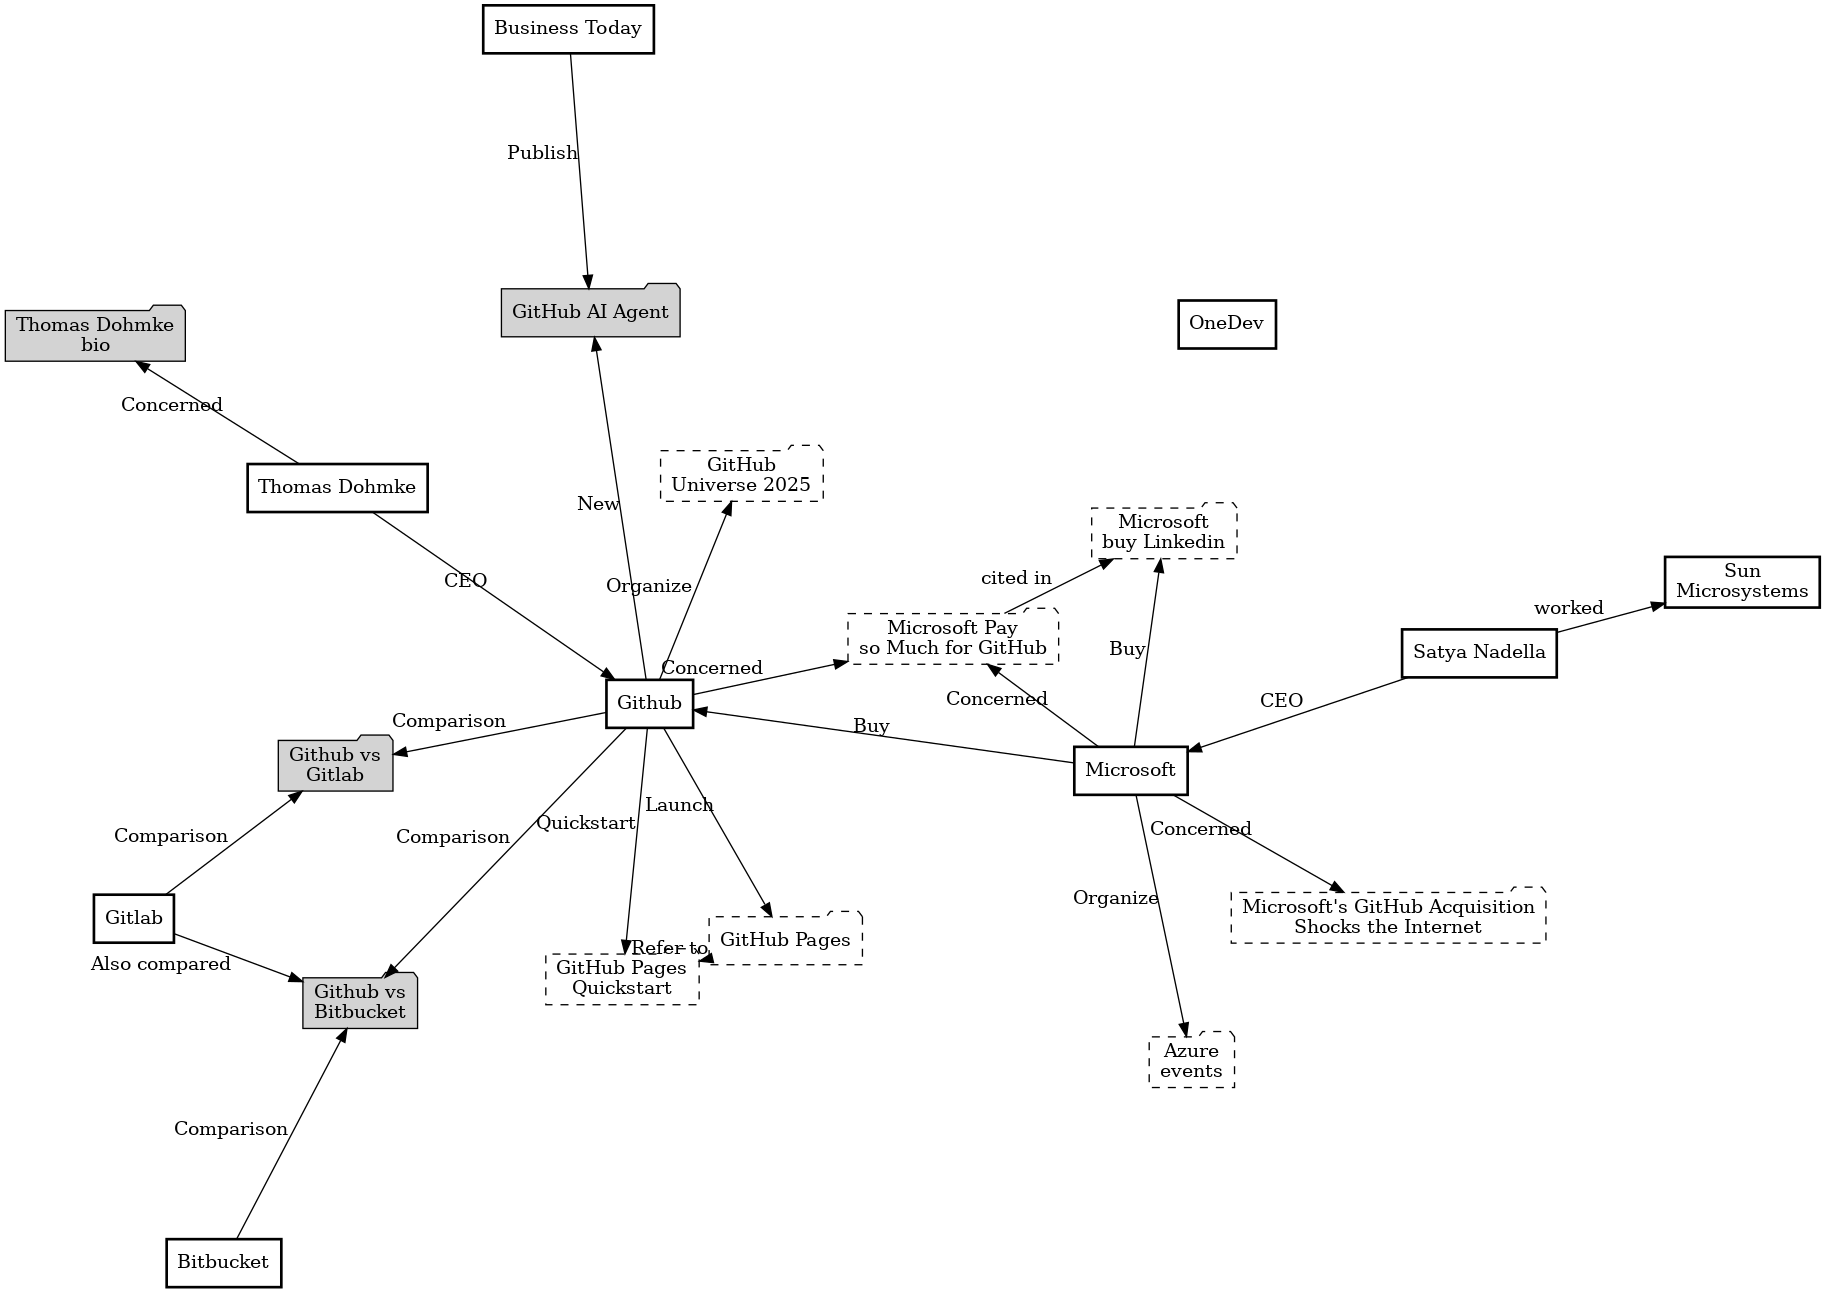 Business Today
Publish
GitHub AI Agent
Thomas Dohmke
bio
OneDev
Concerned
GitHub
Universe 2025
Thomas Dohmke
New
Microsoft
buy Linkedin
CEO
Organize
cited in
Sun
Microsystems
worked
Microsoft Pay
so Much for GitHub
Buy
Satya Nadella
Concerned
Github
Concerned
CEO
Comparison
Buy
Github vs
Gitlab
Microsoft
Launch
Quickstart
Comparison
Comparison
Concerned
Organize
Gitlab
Microsoft's GitHub Acquisition
Shocks the Internet
Also compared
Refer to
GitHub Pages
GitHub Pages
Quickstart
Github vs
Bitbucket
Azure
events
Comparison
Bitbucket